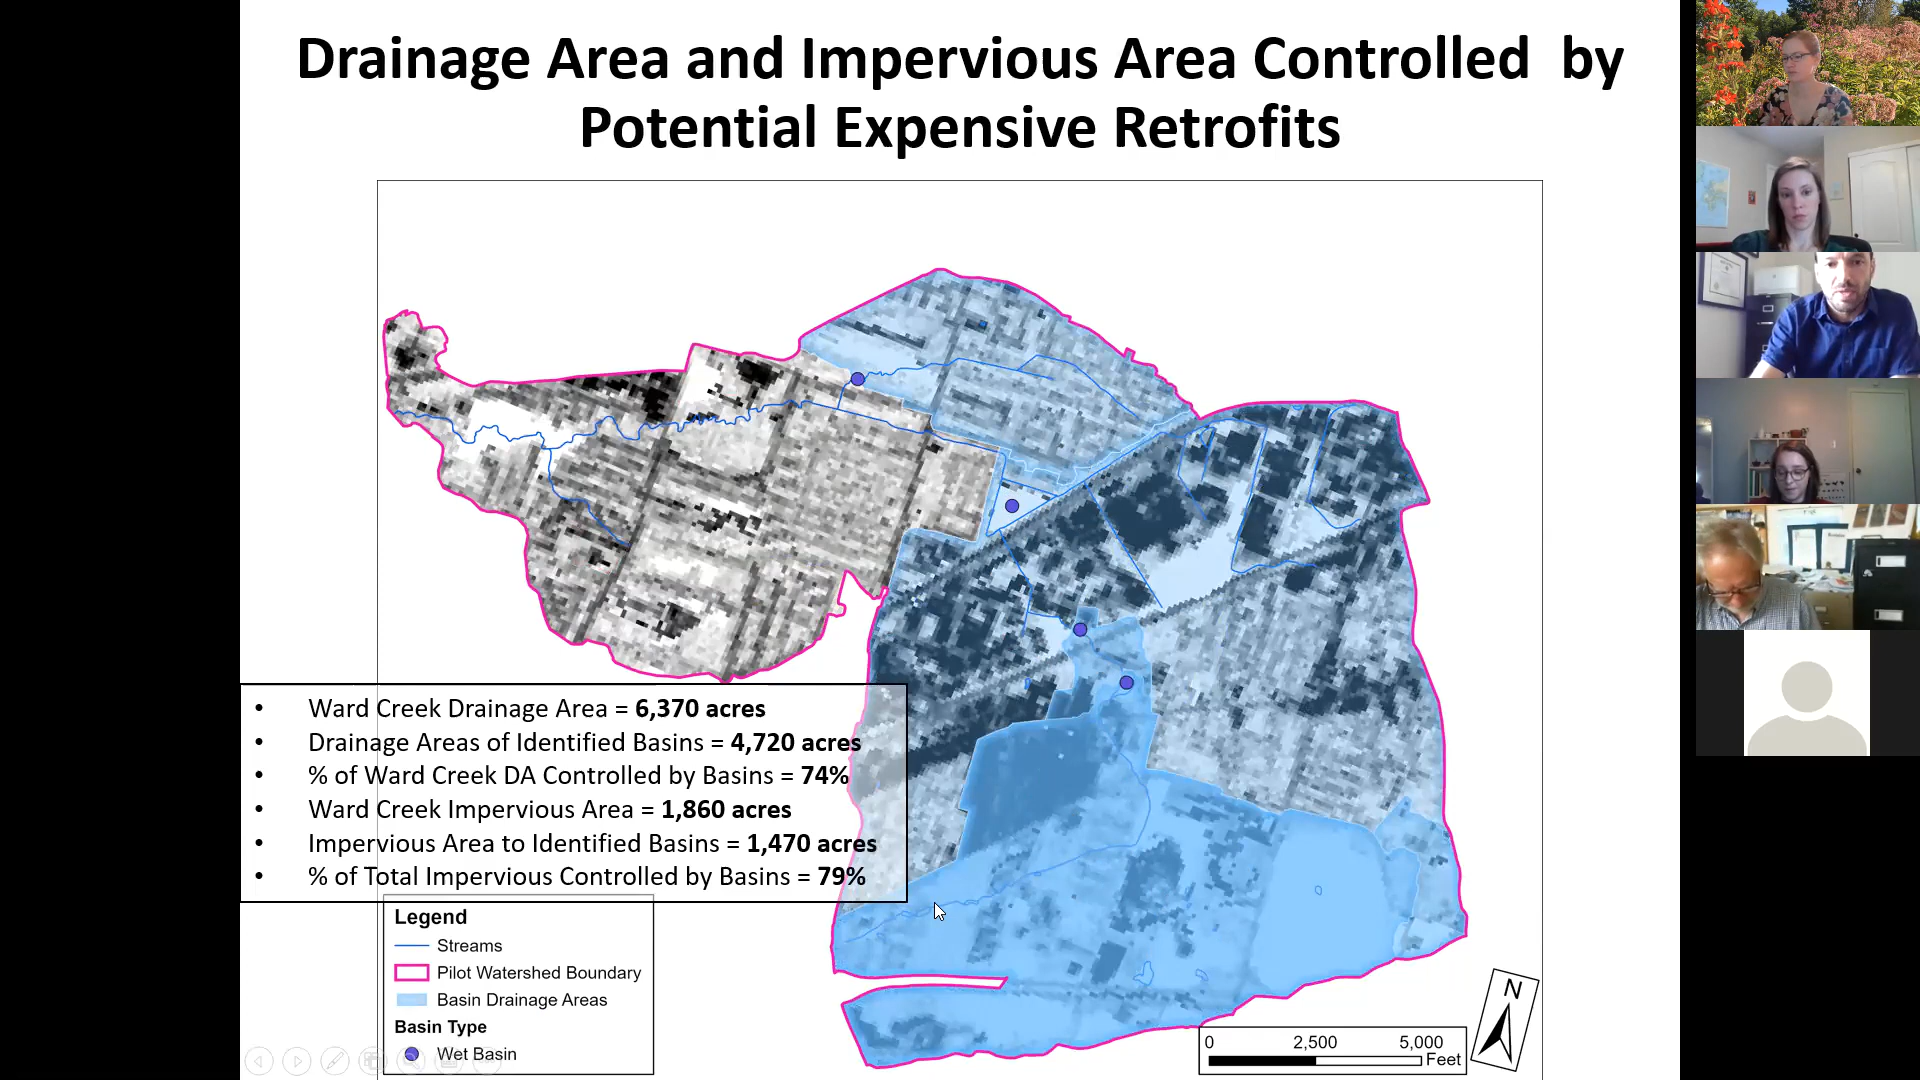 Drainage Area and Impervious Area Controlled  by
Potential Expensive Retrofits
• Ward Creek Drainage Area = 6,370 acres
• Drainage Areas of Identified Basins = 4,720 acres
• % of Ward Creek DA Controlled by Basins = 74%
• Ward Creek Impervious Area = 1,860 acres
• Impervious Area to Identified Basins = 1,470 acres
• % of Total Impervious Controlled by Basins = 79%
Legend
Streams
Pilot Watershed Boundary
Basin Drainage Areas
Basin Type
Wet Basin
N
0 2,500 5,000
Feet